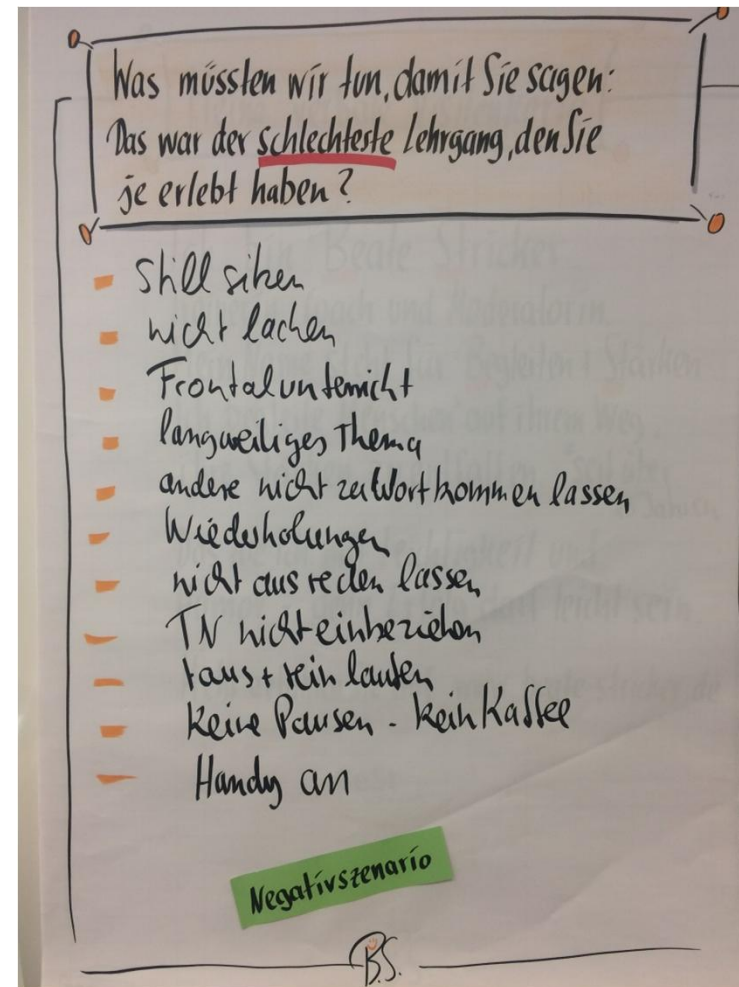 Was müssten wir tun, damit Sie sagen:
Das war der schlechteste Lehrgang, den Sie
je erlebt haben?
- Still sitzen
- nicht lachen
- Frontalunterricht
- langweiliges Thema
- andere nicht zu Wort kommen lassen
- Wiederholungen
- nicht ausreden lassen
- TN nicht einbeziehen
- raus + rein laufen
- Keine Pausen - kein Kaffee
- Handy an
Negativszenario
B.S.